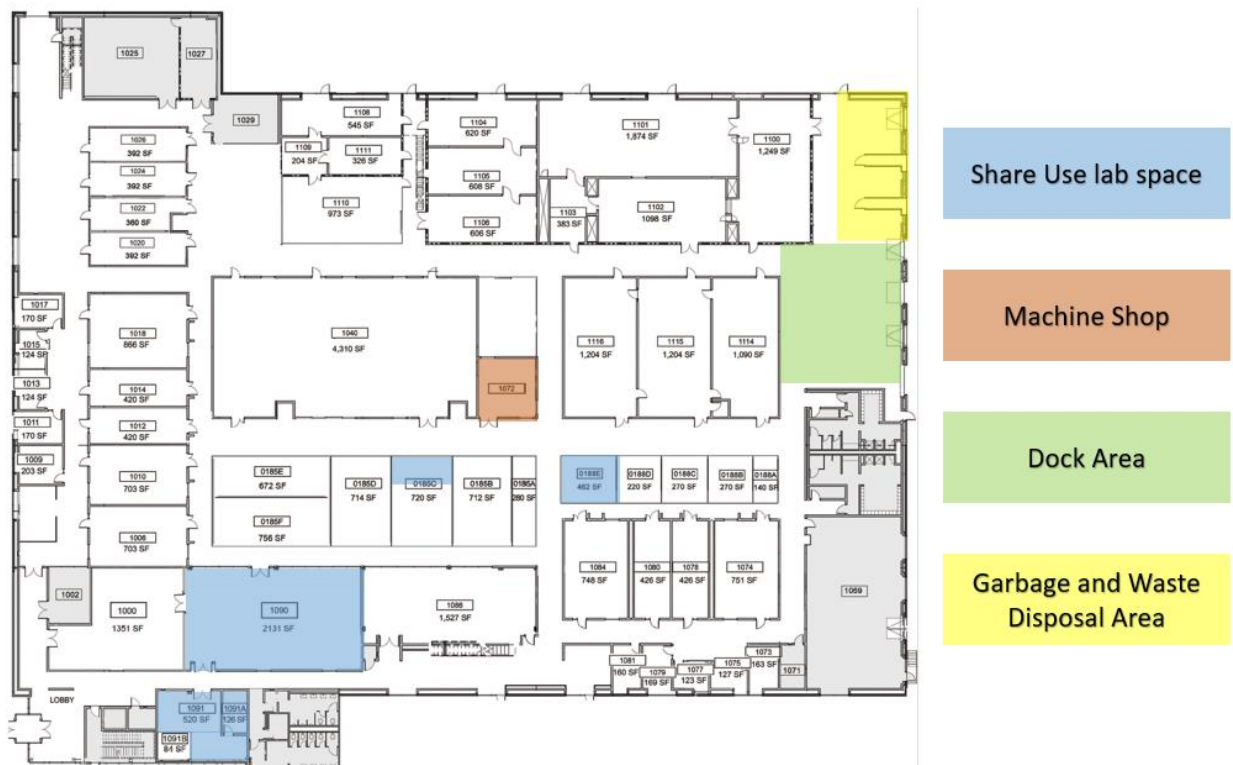 1025
1027
1029
1026
392 SF
1024
392 SF
1022
360 SF
1020
392 SF
1108
545 SF
1109
204 SF
1111
326 SF
1110
973 SF
1104
620 SF
1105
608 SF
1106
606 SF
1101
1,874 SF
1100
1,249 SF
1103
383 SF
1102
1098 SF
1017
170 SF
1015
124 SF
1013
124 SF
1011
170 SF
1009
203 SF
1018
866 SF
1014
420 SF
1012
420 SF
1010
703 SF
1008
703 SF
1040
4,310 SF
1072
1116
1,204 SF
1115
1,204 SF
1114
1,090 SF
0185E
672 SF
0185F
756 SF
0185D
714 SF
0185C
720 SF
0185B
712 SF
0185A
280 SF
0188E
462 SF
0188D
220 SF
0188C
270 SF
0188B
270 SF
0188A
140 SF
1084
748 SF
1080
426 SF
1078
426 SF
1074
751 SF
1069
1002
1000
1351 SF
1090
2131 SF
1086
1,527 SF
1081
160 SF
1079
169 SF
1077
123 SF
1075
127 SF
1073
163 SF
1071
LOBBY
1091
520 SF
1091A
126 SF
1091B
84 SF
Share Use lab space
Machine Shop
Dock Area
Garbage and Waste
Disposal Area